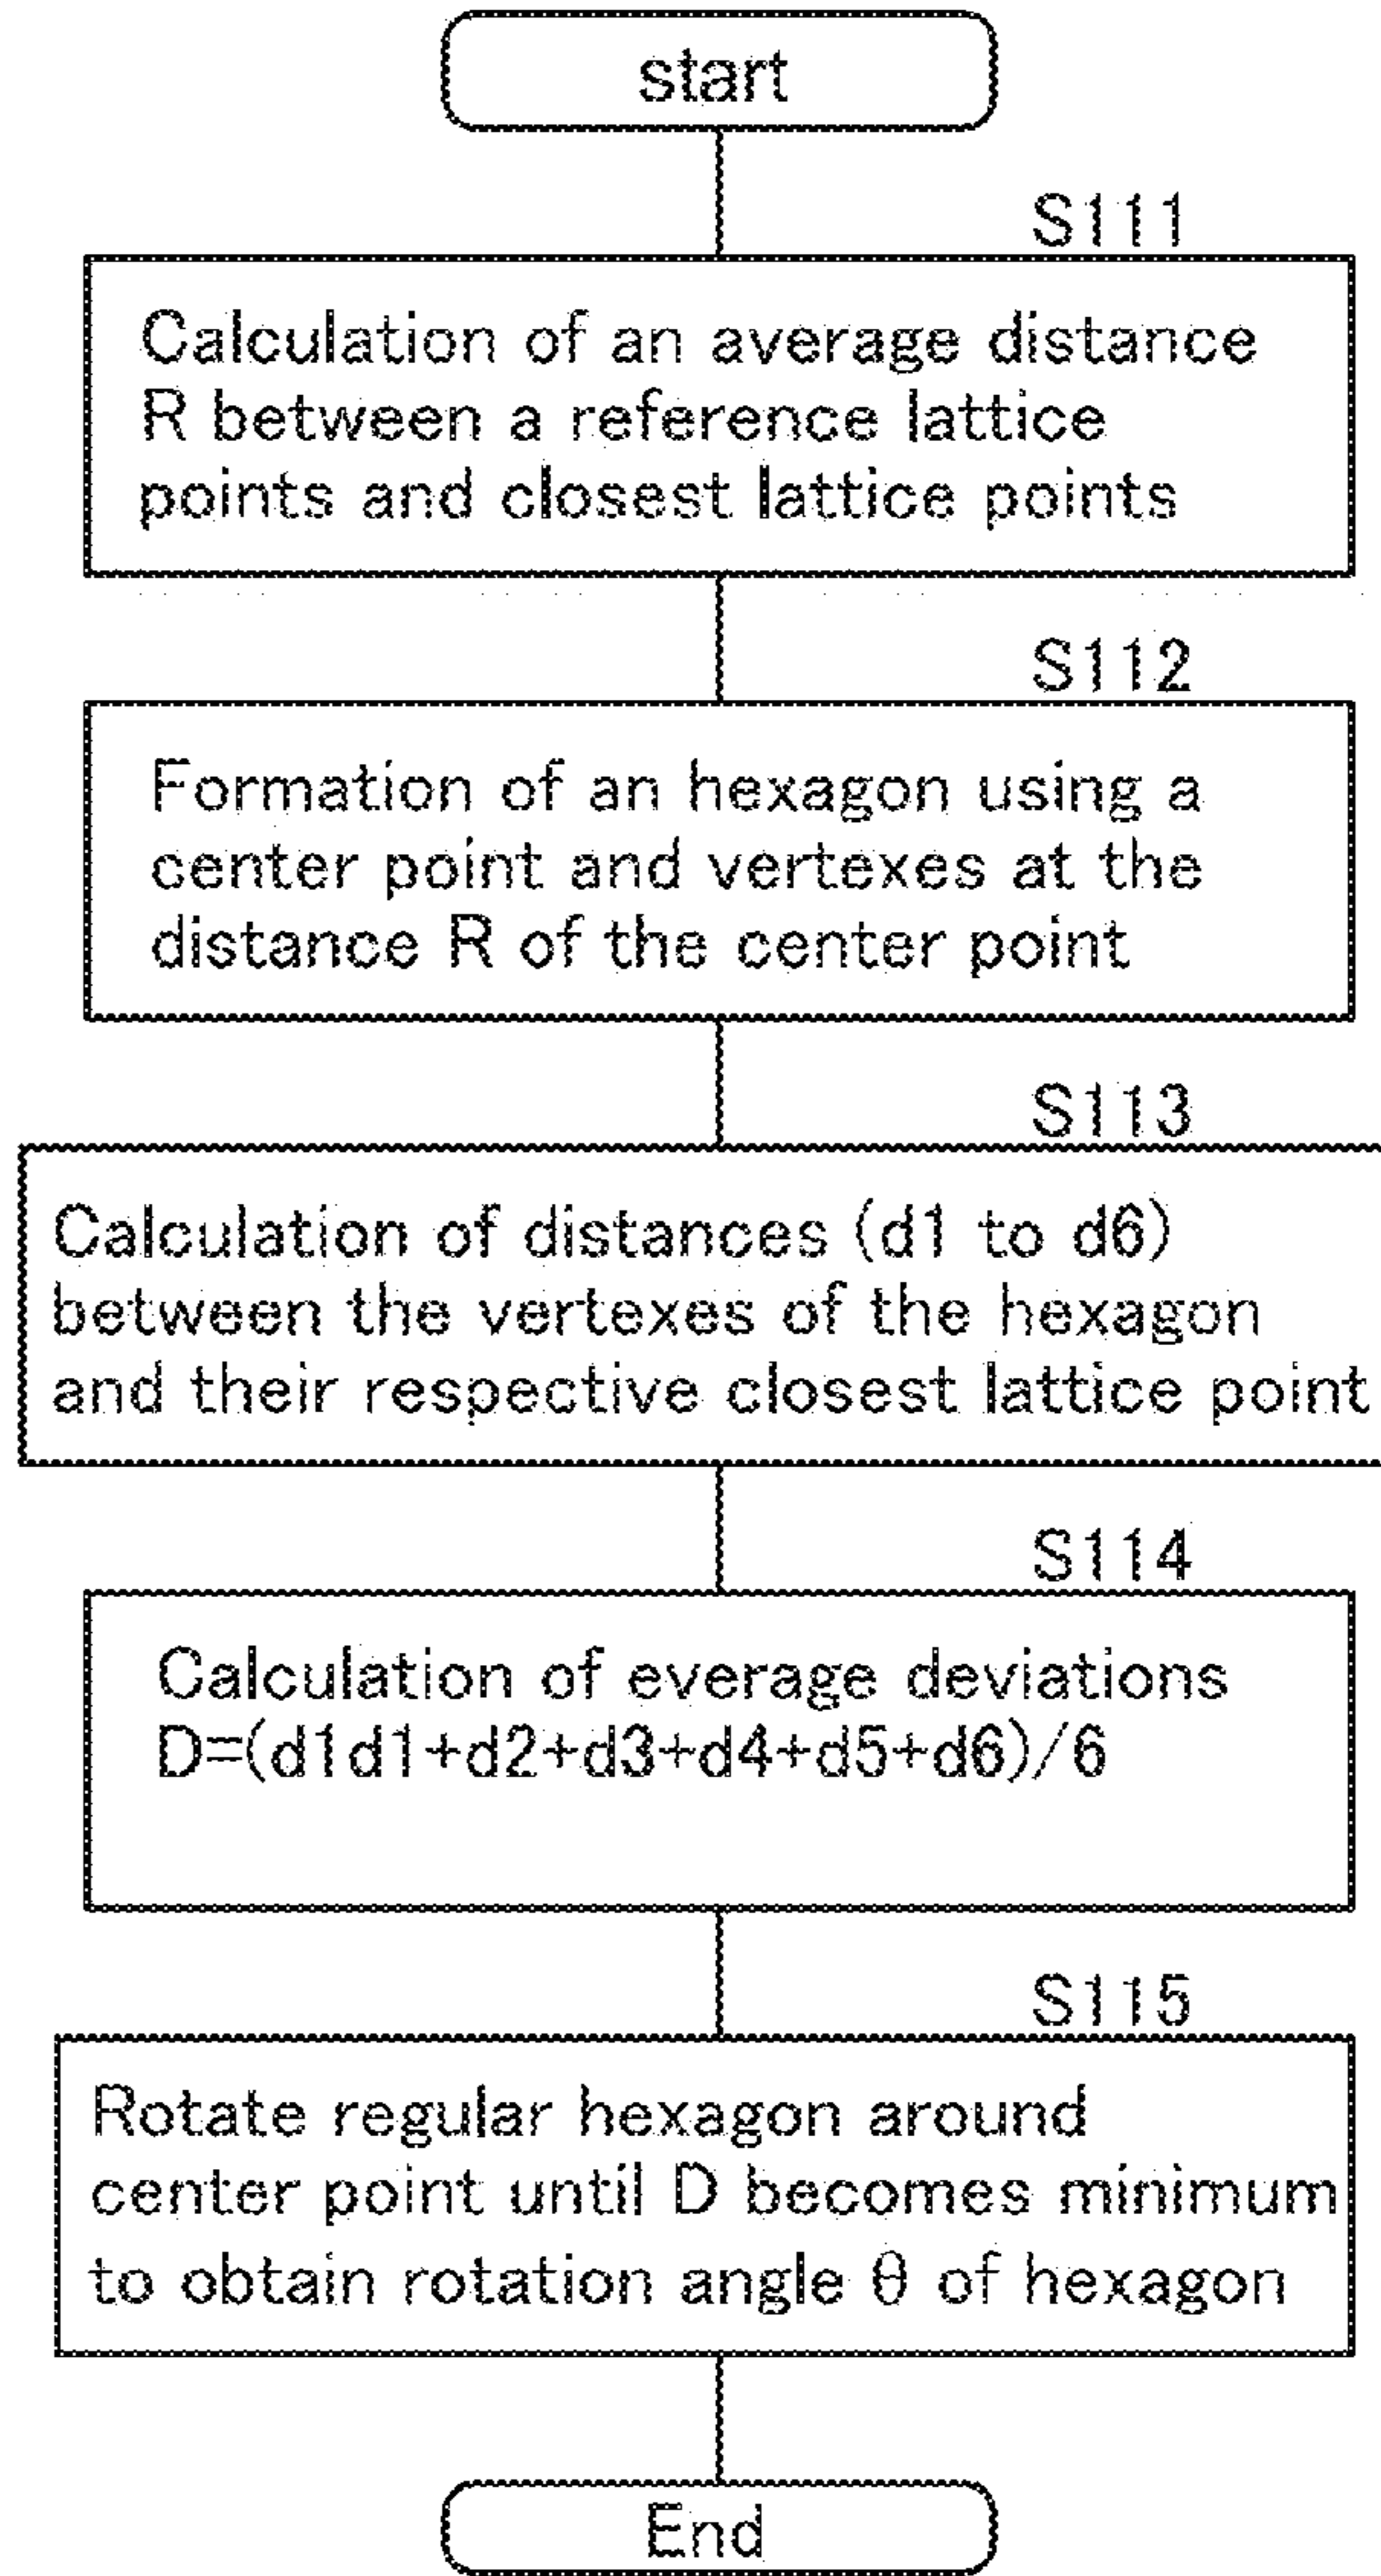 start
S111
Calculation of an average distance
R between a reference lattice
points and closest lattice points
S112
Formation of an hexagon using a
center point and vertexes at the
distance R of the center point
S113
Calculation of distances (d1 to d6)
between the vertexes of the hexagon
and their respective closest lattice point
S114
Calculation of everage deviations
D=(d1d1+d2+d3+d4+d5+d6)/6
S115
Rotate regular hexagon around
center point until D becomes minimum
to obtain rotation angle θ of hexagon
End